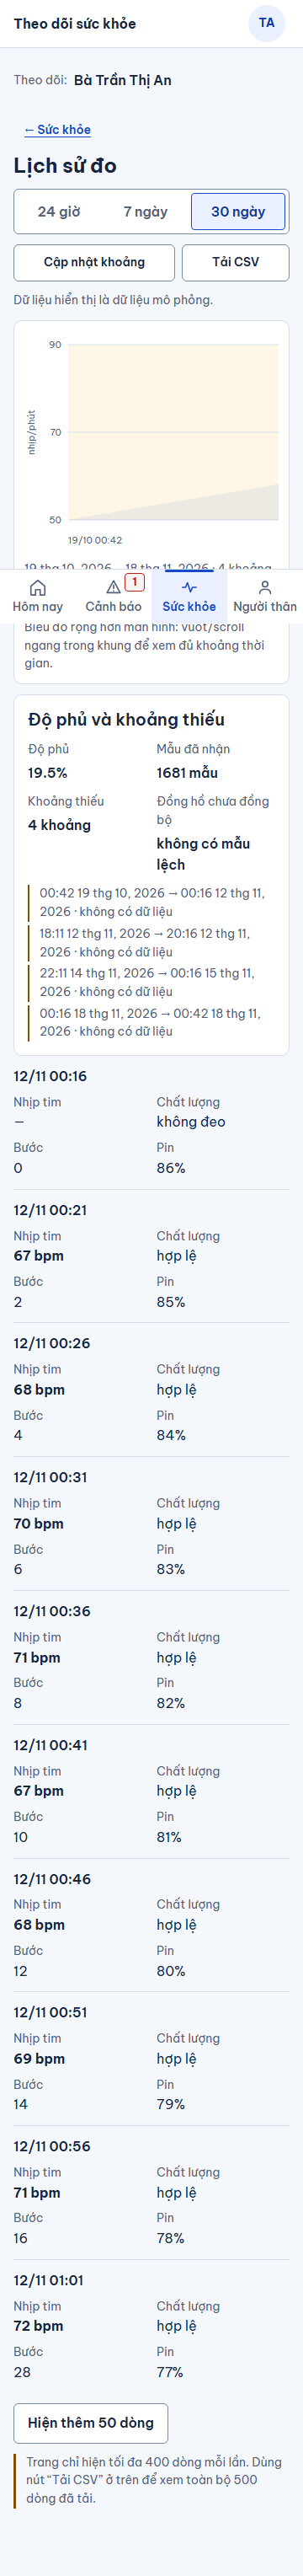 Theo dõi sức khỏe
TA
Theo dõi: Bà Trần Thị An
← Sức khỏe
Lịch sử đo
24 giờ
7 ngày
30 ngày
Cập nhật khoảng
Tải CSV
Dữ liệu hiển thị là dữ liệu mô phỏng.
90
nhịp/phút
70
50
19/10 00:42
Hôm nay
Cảnh báo
1
Sức khỏe
Người thân
Biểu đồ rộng hơn màn hình: vuốt/scroll
ngang trong khung để xem đủ khoảng thời
gian.
Độ phủ và khoảng thiếu
Độ phủ
Mẫu đã nhận
19.5%
1681 mẫu
Khoảng thiếu
Đồng hồ chưa đồng
bộ
4 khoảng
không có mẫu
lệch
00:42 19 thg 10, 2026 → 00:16 12 thg 11,
2026 · không có dữ liệu
18:11 12 thg 11, 2026 → 20:16 12 thg 11,
2026 · không có dữ liệu
22:11 14 thg 11, 2026 → 00:16 15 thg 11,
2026 · không có dữ liệu
00:16 18 thg 11, 2026 → 00:42 18 thg 11,
2026 · không có dữ liệu
12/11 00:16
Nhịp tim
Chất lượng
—
không đeo
Bước
Pin
0
86%
12/11 00:21
Nhịp tim
Chất lượng
67 bpm
hợp lệ
Bước
Pin
2
85%
12/11 00:26
Nhịp tim
Chất lượng
68 bpm
hợp lệ
Bước
Pin
4
84%
12/11 00:31
Nhịp tim
Chất lượng
70 bpm
hợp lệ
Bước
Pin
6
83%
12/11 00:36
Nhịp tim
Chất lượng
71 bpm
hợp lệ
Bước
Pin
8
82%
12/11 00:41
Nhịp tim
Chất lượng
67 bpm
hợp lệ
Bước
Pin
10
81%
12/11 00:46
Nhịp tim
Chất lượng
68 bpm
hợp lệ
Bước
Pin
12
80%
12/11 00:51
Nhịp tim
Chất lượng
69 bpm
hợp lệ
Bước
Pin
14
79%
12/11 00:56
Nhịp tim
Chất lượng
71 bpm
hợp lệ
Bước
Pin
16
78%
12/11 01:01
Nhịp tim
Chất lượng
72 bpm
hợp lệ
Bước
Pin
28
77%
Hiện thêm 50 dòng
Trang chỉ hiện tối đa 400 dòng mỗi lần. Dùng
nút "Tải CSV" ở trên để xem toàn bộ 500
dòng đã tải.